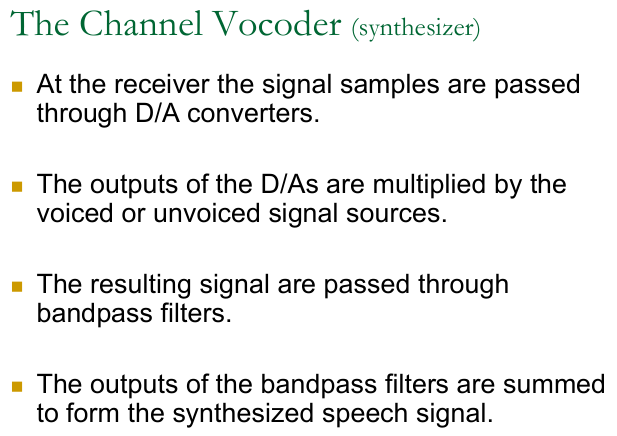 The Channel Vocoder (synthesizer)
At the receiver the signal samples are passed
through D/A converters.
The outputs of the D/As are multiplied by the
voiced or unvoiced signal sources.
The resulting signal are passed through
bandpass filters.
The outputs of the bandpass filters are summed
to form the synthesized speech signal.